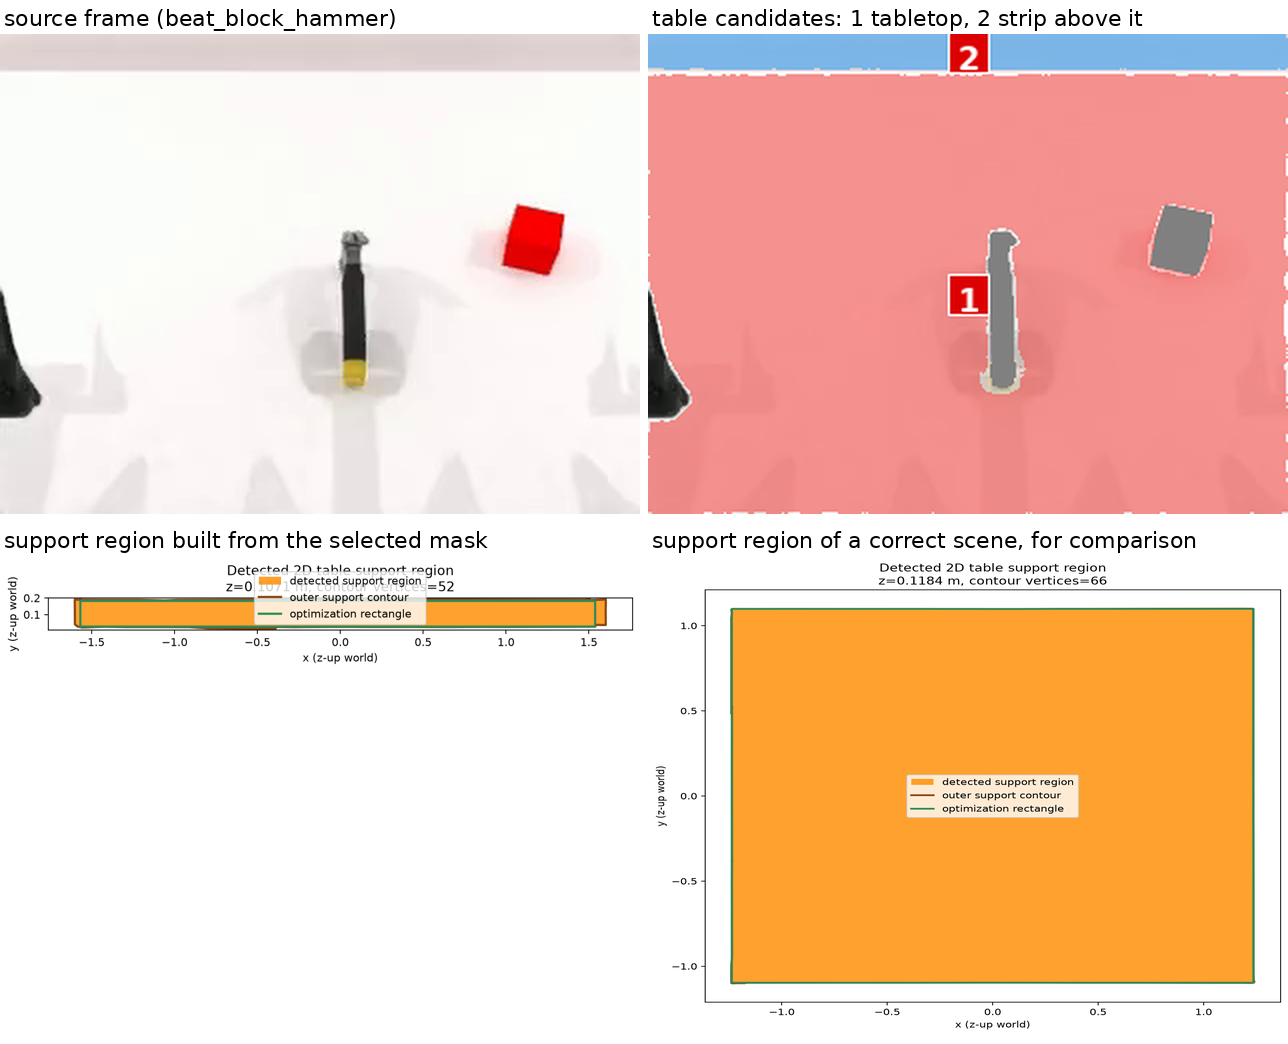 source frame (beat_block_hammer)
table candidates: 1 tabletop, 2 strip above it
2
1
support region built from the selected mask
Detected 2D table support region
z=0.1071 m, contour vertices=52
detected support region
outer support contour
optimization rectangle
y (z-up world)
0.2
0.1
−1.5 −1.0 −0.5 0.0 0.5 1.0 1.5
x (z-up world)
support region of a correct scene, for comparison
Detected 2D table support region
z=0.1184 m, contour vertices=66
detected support region
outer support contour
optimization rectangle
y (z-up world)
1.0
0.5
0.0
−0.5
−1.0
−1.0 −0.5 0.0 0.5 1.0
x (z-up world)